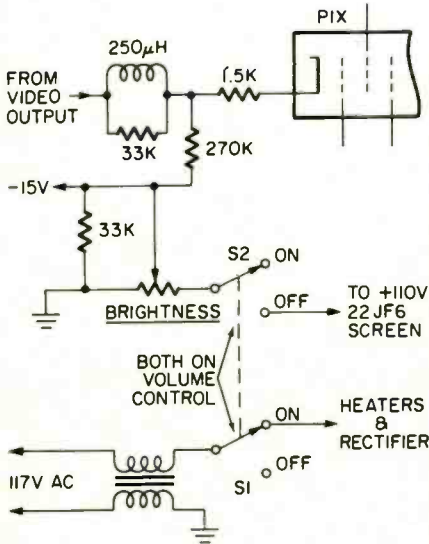 PIX
250µH
FROM
VIDEO
OUTPUT
1.5K
33K
270K
-15V
33K
S2
ON
OFF
BRIGHTNESS
TO +110V
22 JF6
SCREEN
BOTH ON
VOLUME
CONTROL
ON
HEATERS
&
RECTIFIER
OFF
S1
117V AC